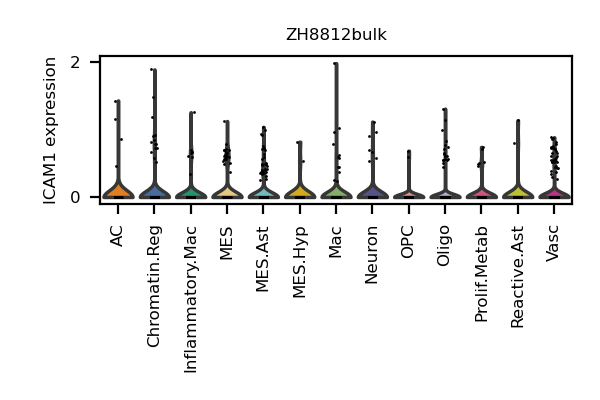 ZH8812bulk
ICAM1 expression
2
0
AC
Chromatin.Reg
Inflammatory.Mac
MES
MES.Ast
MES.Hyp
Mac
Neuron
OPC
Oligo
Prolif.Metab
Reactive.Ast
Vasc